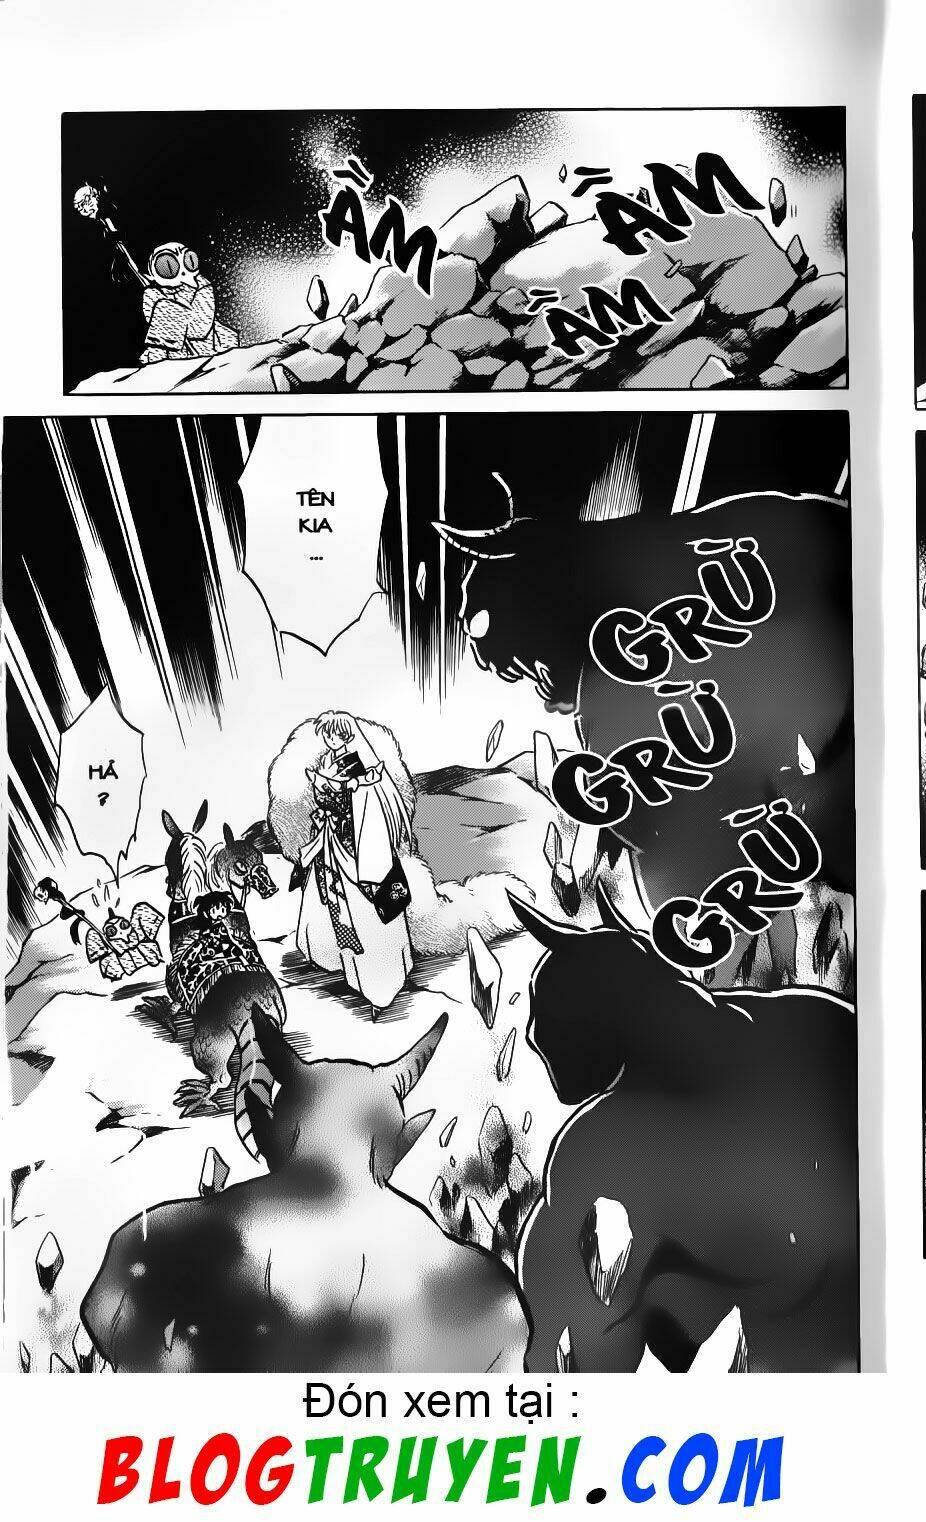 ẦM
ẦM
ẦM
TÊN
KIA
...
HẢ
?
GRỪ
GRỪ
GRỪ
Đón xem tại :
BLOGTRUYEN.COM